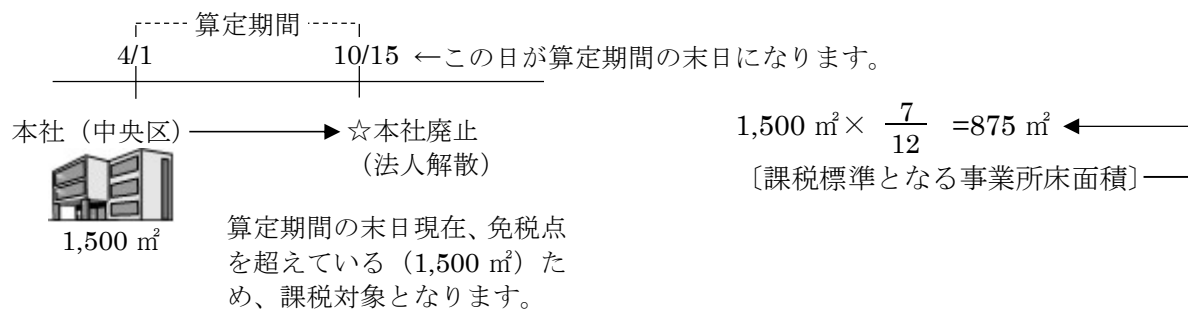 算定期間
4/1 10/15 ←この日が算定期間の末日になります。
本社（中央区） ☆本社廃止
（法人解散）
1,500 ㎡
算定期間の末日現在、免税点
を超えている（1,500 ㎡）た
め、課税対象となります。
1,500 ㎡× 7/12 =875 ㎡
〔課税標準となる事業所床面積〕